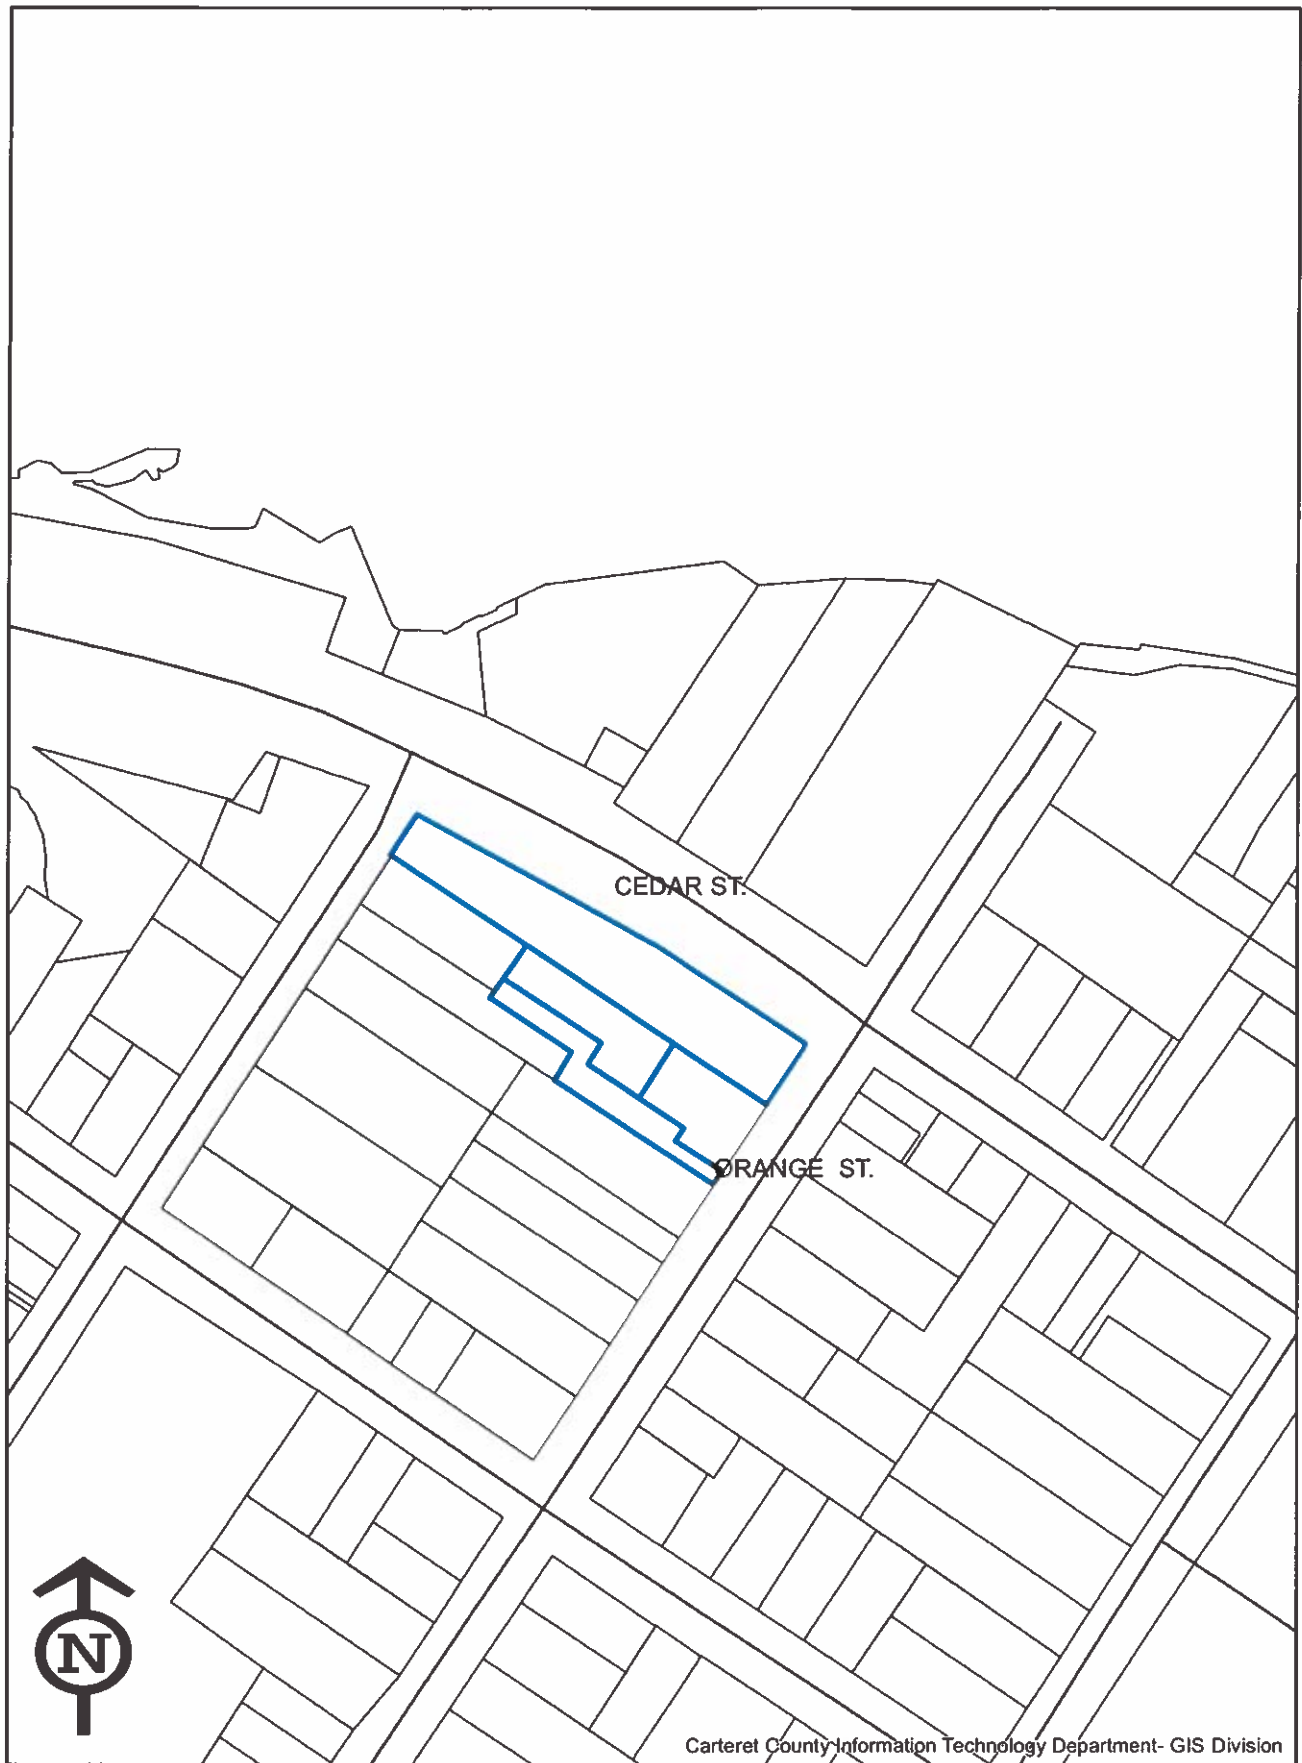 CEDAR ST.
ORANGE ST.
N
Carteret County Information Technology Department- GIS Division